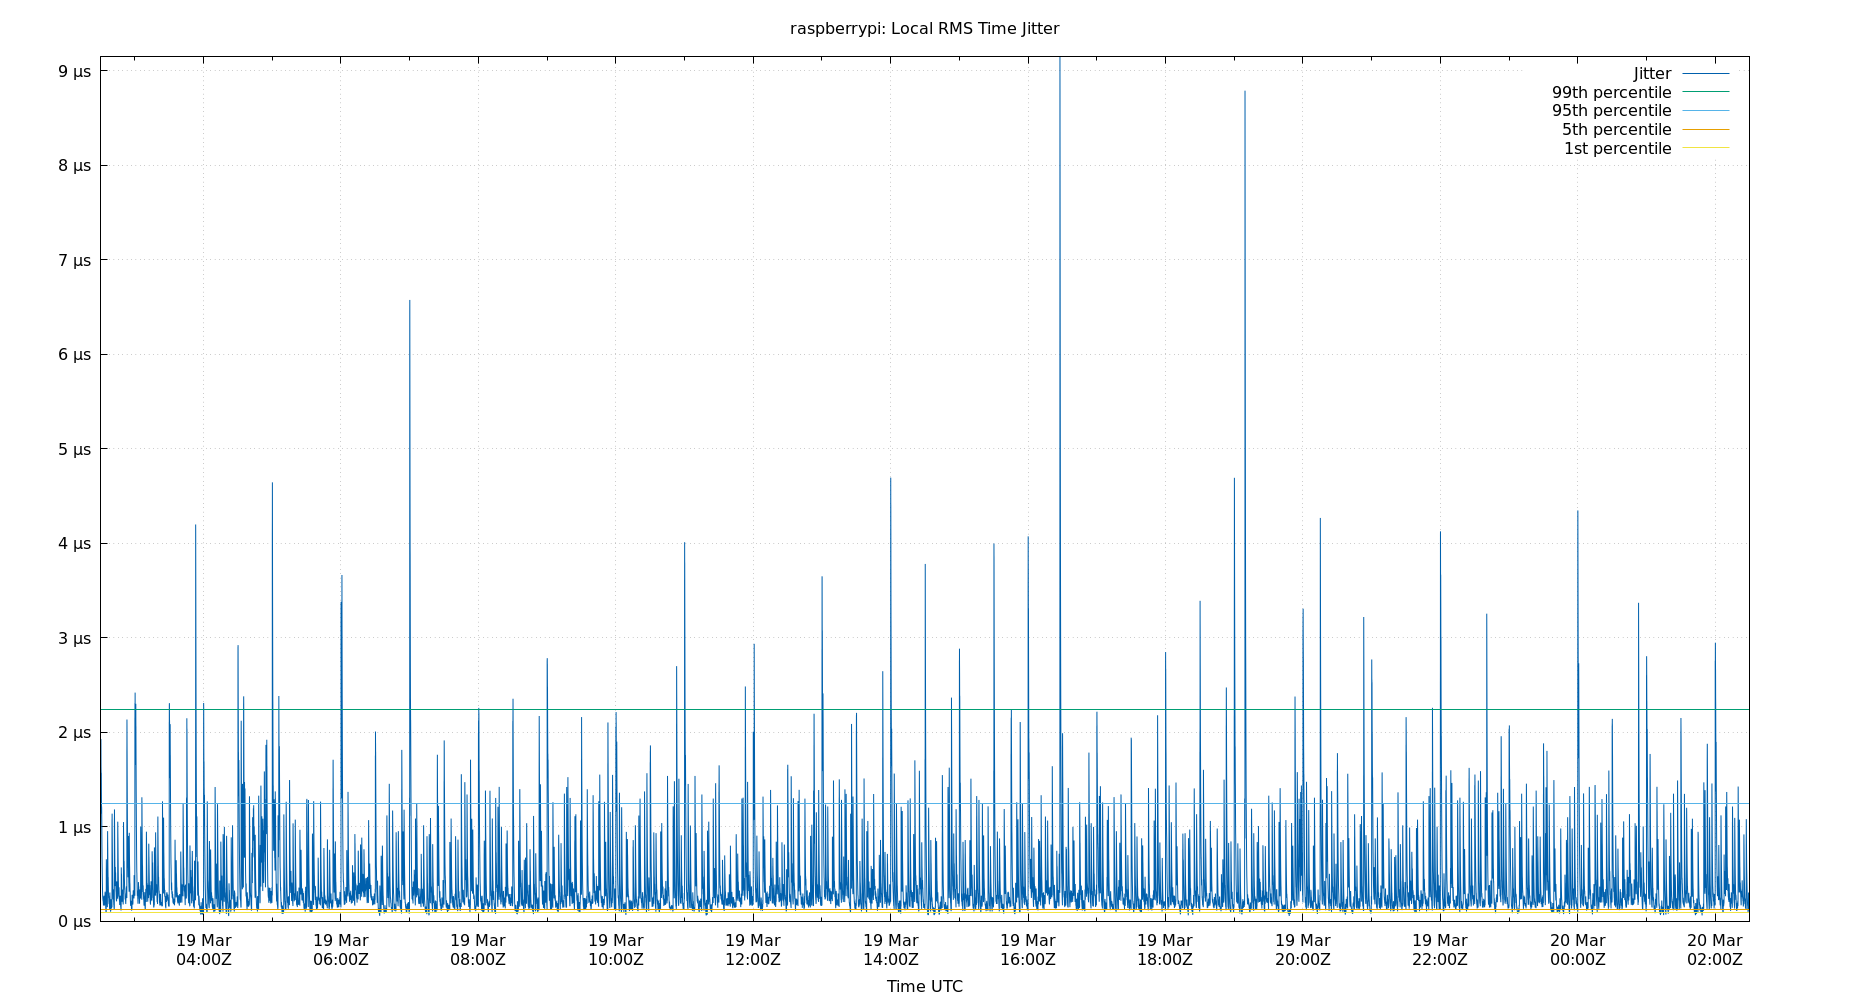 raspberrypi: Local RMS Time Jitter
9 µs
8 µs
7 µs
6 µs
5 µs
4 µs
3 µs
2 µs
1 µs
0 µs
Jitter
99th percentile
95th percentile
5th percentile
1st percentile
19 Mar 04:00Z
19 Mar 06:00Z
19 Mar 08:00Z
19 Mar 10:00Z
19 Mar 12:00Z
19 Mar 14:00Z
19 Mar 16:00Z
19 Mar 18:00Z
19 Mar 20:00Z
19 Mar 22:00Z
20 Mar 00:00Z
20 Mar 02:00Z
Time UTC